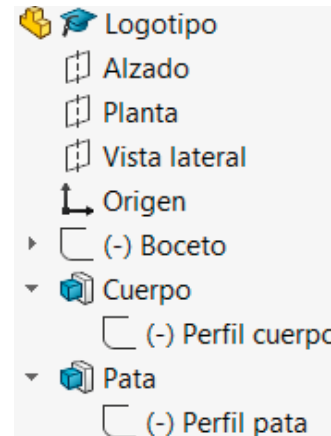 Logotipo
Alzado
Planta
Vista lateral
Origen
(-) Boceto
Cuerpo
(-) Perfil cuerpo
Pata
(-) Perfil pata